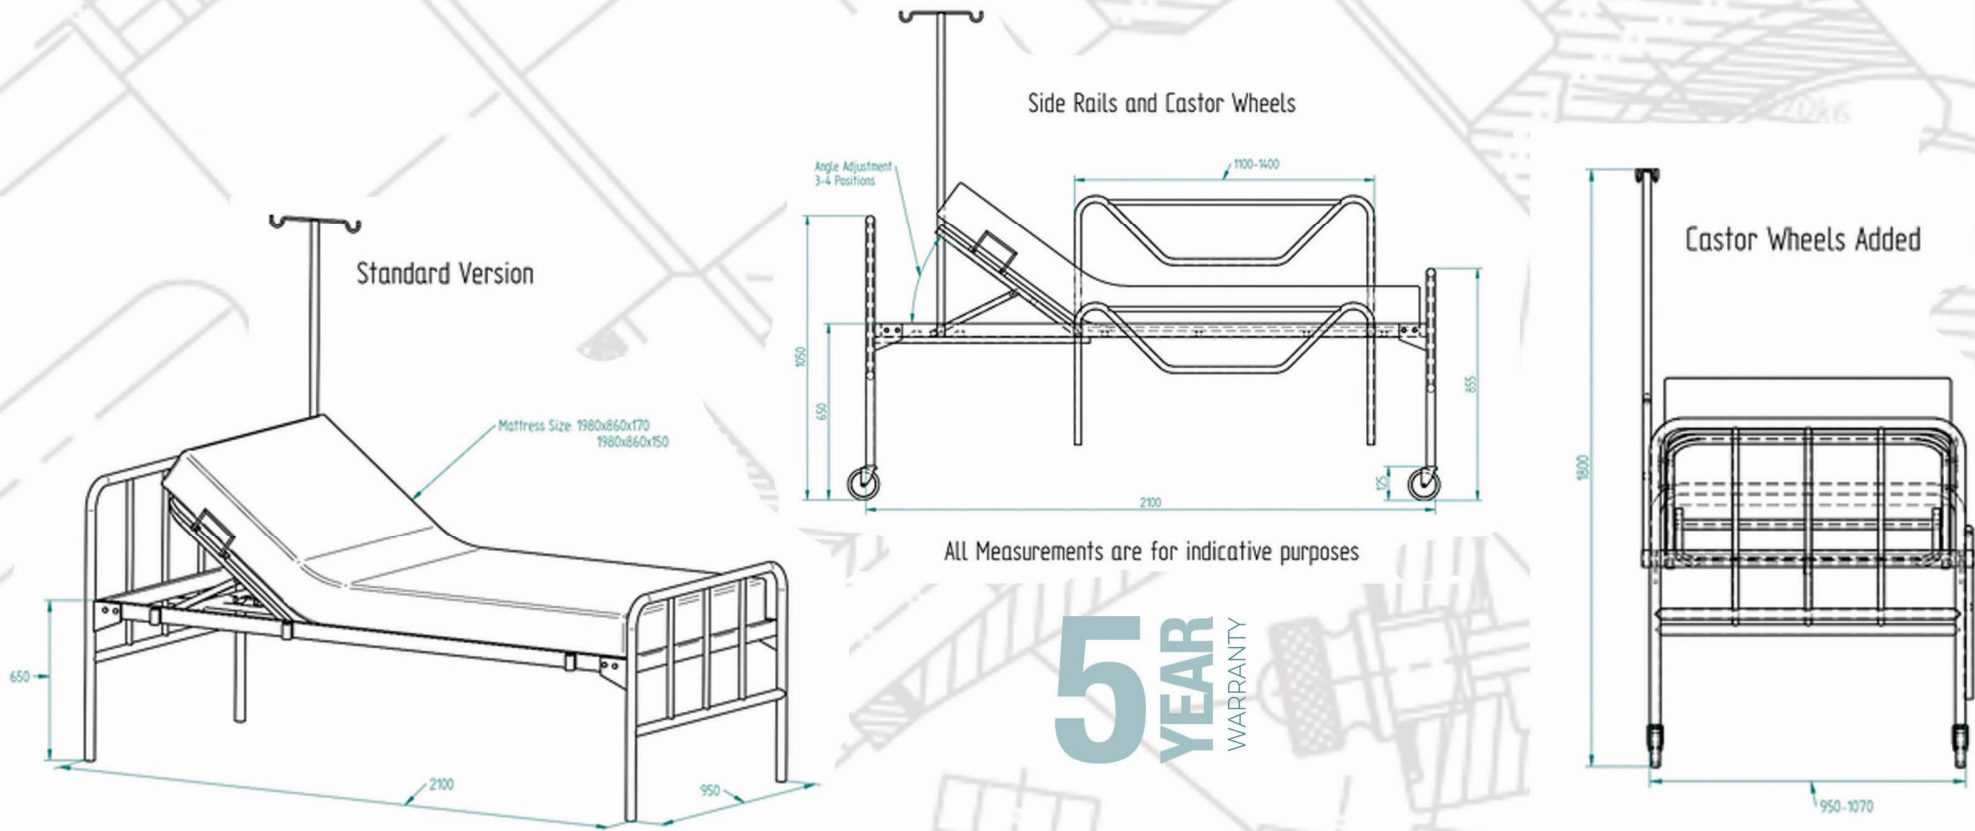 Standard Version
Mattress Size 1980x860x170
1980x860x150
650
2100
950
Side Rails and Castor Wheels
Angle Adjustment
3-4 Positions
1100-1400
1050
650
855
125
2100
All Measurements are for indicative purposes
5
YEAR
WARRANTY
Castor Wheels Added
1800
950-1070